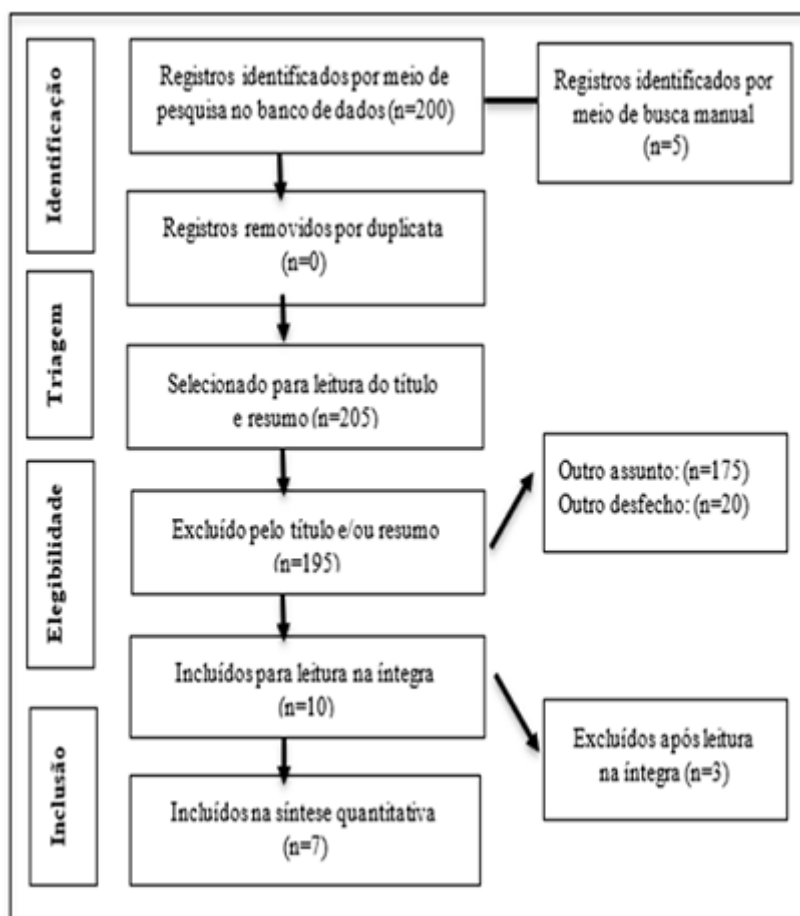 Identificação
Registros identificados por meio de
pesquisa no banco de dados (n=200)
Registros identificados por
meio de busca manual
(n=5)
Registros removidos por duplicata
(n=0)
Triagem
Selecionado para leitura do título
e resumo (n=205)
Elegibilidade
Excluído pelo título e/ou resumo
(n=195)
Outro assunto: (n=175)
Outro desfecho: (n=20)
Incluídos para leitura na íntegra
(n=10)
Excluídos após leitura
na íntegra (n=3)
Inclusão
Incluídos na síntese quantitativa
(n=7)